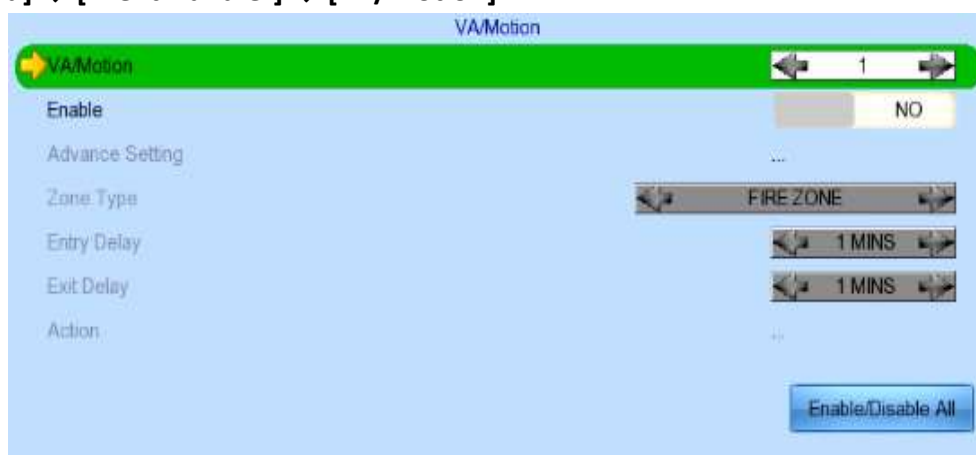 VA/Motion
VA/Motion 1
Enable NO
Advance Setting ...
Zone Type FIRE ZONE
Entry Delay 1 MINS
Exit Delay 1 MINS
Action ...
Enable/Disable All